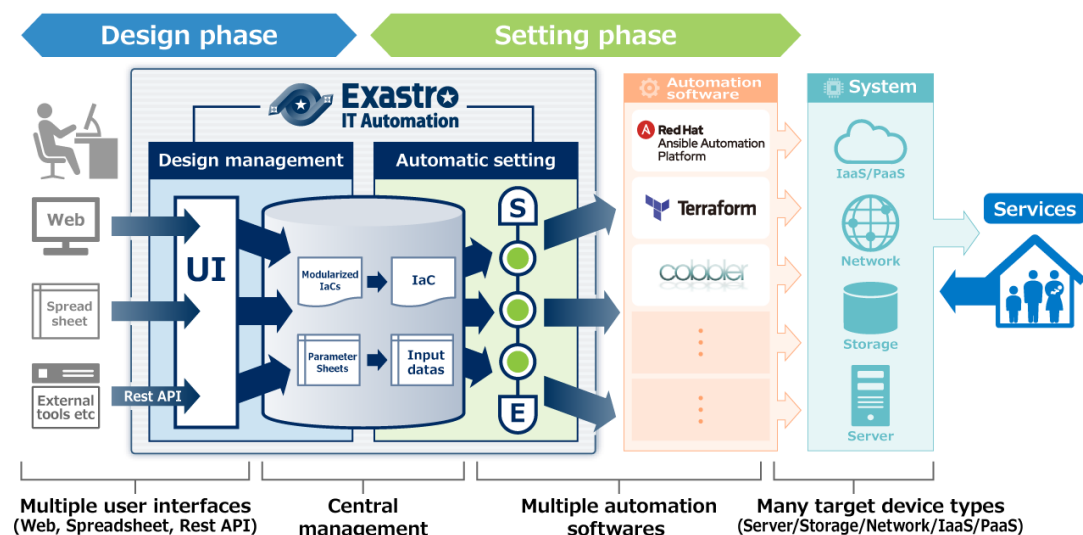 Design phase
Setting phase
Exastro
IT Automation
Automation
software
System
Design management
Automatic setting
Red Hat
Ansible Automation
Platform
IaaS/PaaS
Web
UI
S
Terraform
Services
Modularized
IaCs
IaC
cobbler
Network
Spread
sheet
Parameter
Sheets
Input
datas
Storage
External
tools etc
Rest API
E
Server
Multiple user interfaces
(Web, Spreadsheet, Rest API)
Central
management
Multiple automation
softwares
Many target device types
(Server/Storage/Network/IaaS/PaaS)